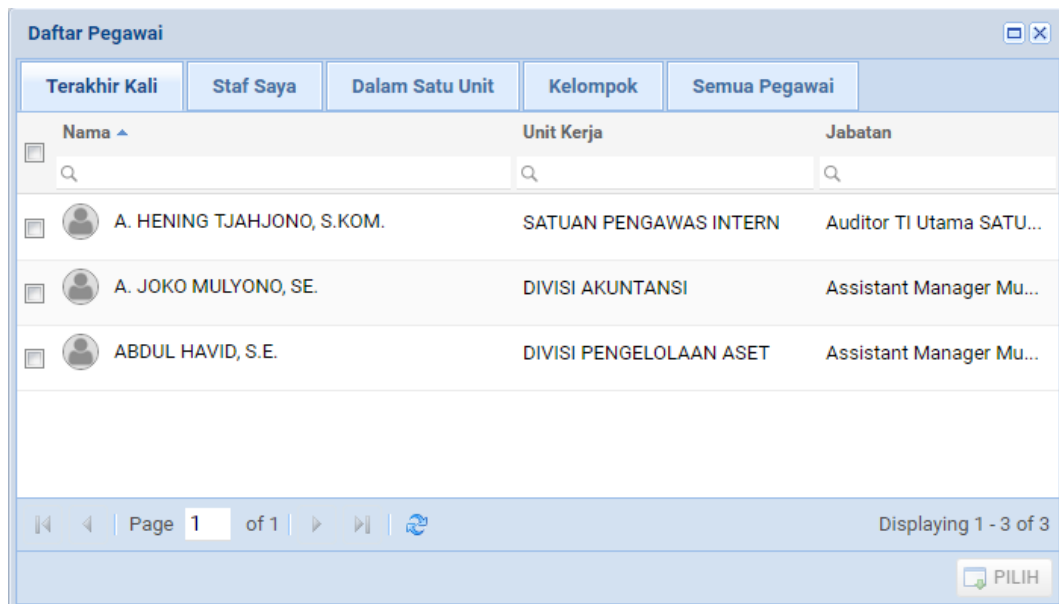 Daftar Pegawai
Terakhir Kali Staf Saya Dalam Satu Unit Kelompok Semua Pegawai
Nama Unit Kerja Jabatan
A. HENING TJAHJONO, S.KOM. SATUAN PENGAWAS INTERN Auditor TI Utama SATU...
A. JOKO MULYONO, SE. DIVISI AKUNTANSI Assistant Manager Mu...
ABDUL HAVID, S.E. DIVISI PENGELOLAAN ASET Assistant Manager Mu...
Page 1 of 1 Displaying 1 - 3 of 3
PILIH